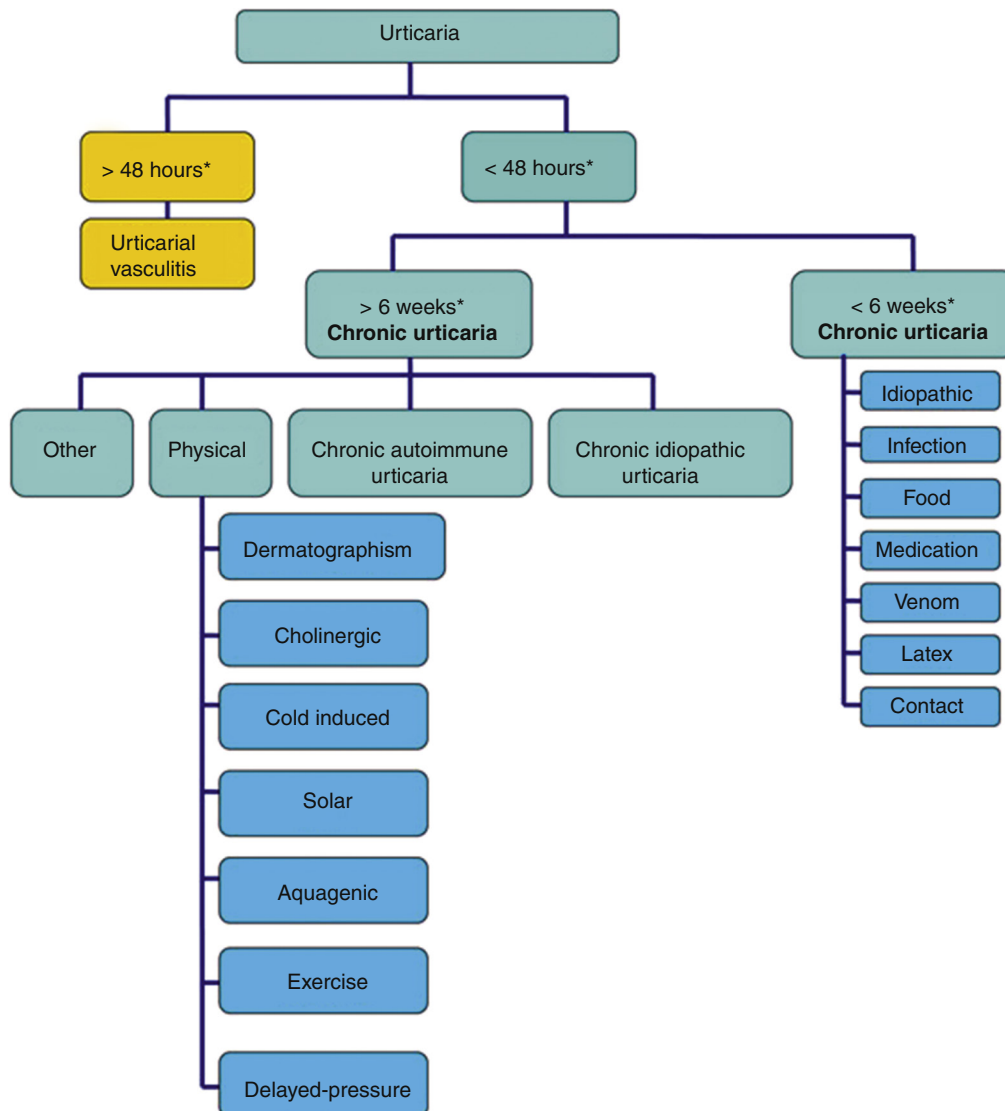 Urticaria
> 48 hours*
< 48 hours*
Urticarial
vasculitis
> 6 weeks*
Chronic urticaria
< 6 weeks*
Chronic urticaria
Other
Physical
Chronic autoimmune
urticaria
Chronic idiopathic
urticaria
Dermatographism
Cholinergic
Cold induced
Solar
Aquagenic
Exercise
Delayed-pressure
Idiopathic
Infection
Food
Medication
Venom
Latex
Contact